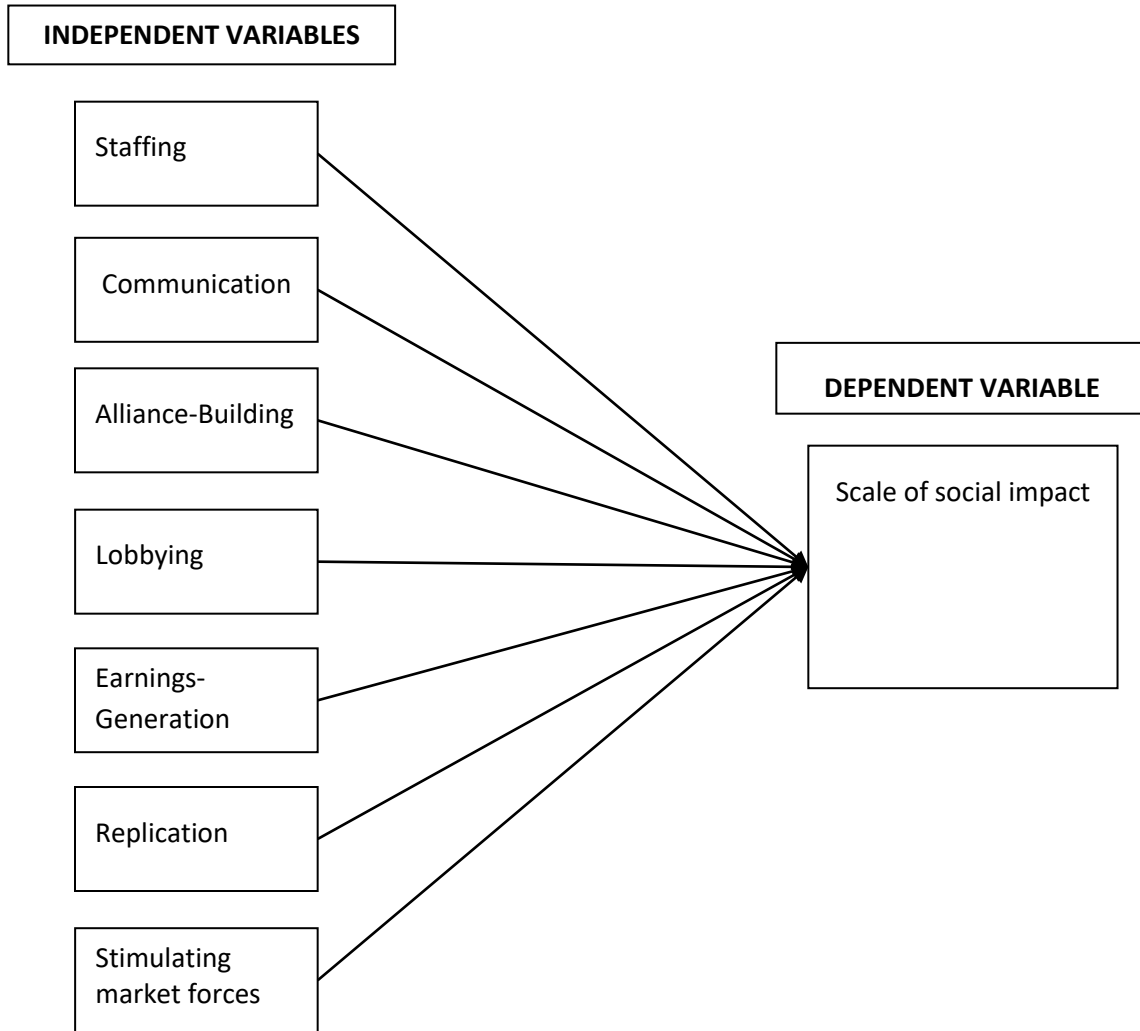 INDEPENDENT VARIABLES
Staffing
Communication
Alliance-Building
Lobbying
Earnings-
Generation
Replication
Stimulating
market forces
DEPENDENT VARIABLE
Scale of social impact